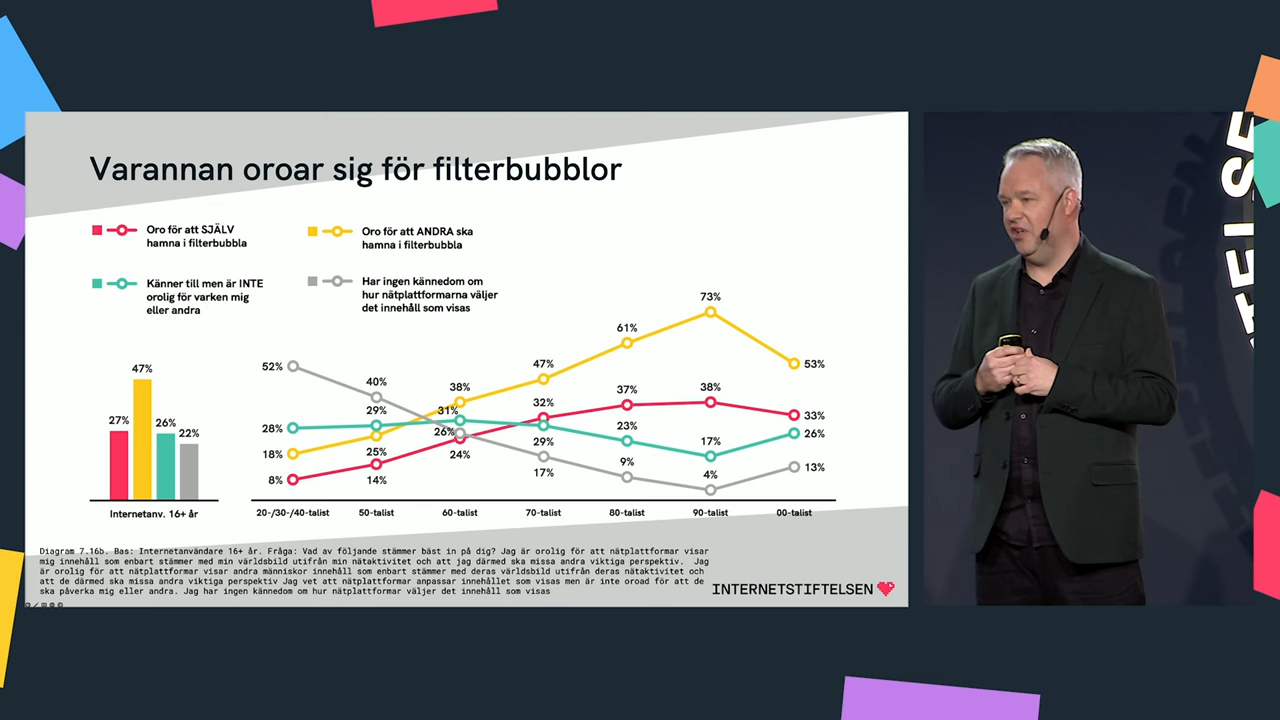 Varannan oroar sig för filterbubblor
Oro för att SJÄLV
hamna i filterbubbla
Oro för att ANDRA ska
hamna i filterbubbla
Känner till men är INTE
orolig för varken mig
eller andra
Har ingen kännedom om
hur nätplattformarna väljer
det innehåll som visas
27%
47%
26%
22%
Internetanv. 16+ år
52%
40%
38%
47%
61%
73%
53%
28%
29%
31%
32%
37%
38%
33%
18%
25%
26%
29%
23%
17%
26%
8%
14%
24%
17%
9%
4%
13%
20-/30-/40-talist
50-talist
60-talist
70-talist
80-talist
90-talist
00-talist
Diagram 7.16b. Bas: Internetanvändare 16+ år. Fråga: Vad av följande stämmer bäst in på dig? Jag är orolig för att nätplattformar visar
mig innehåll som enbart stämmer med min världsbild utifrån min nätaktivitet och att jag därmed ska missa andra viktiga perspektiv. Jag
är orolig för att nätplattformar visar andra människor innehåll som enbart stämmer med deras världsbild utifrån deras nätaktivitet och
att de därmed ska missa andra viktiga perspektiv Jag vet att nätplattformar anpassar innehållet som visas men är inte oroad för att de
ska påverka mig eller andra. Jag har ingen kännedom om hur nätplattformar väljer det innehåll som visas
INTERNETSTIFTELSEN
TELSE